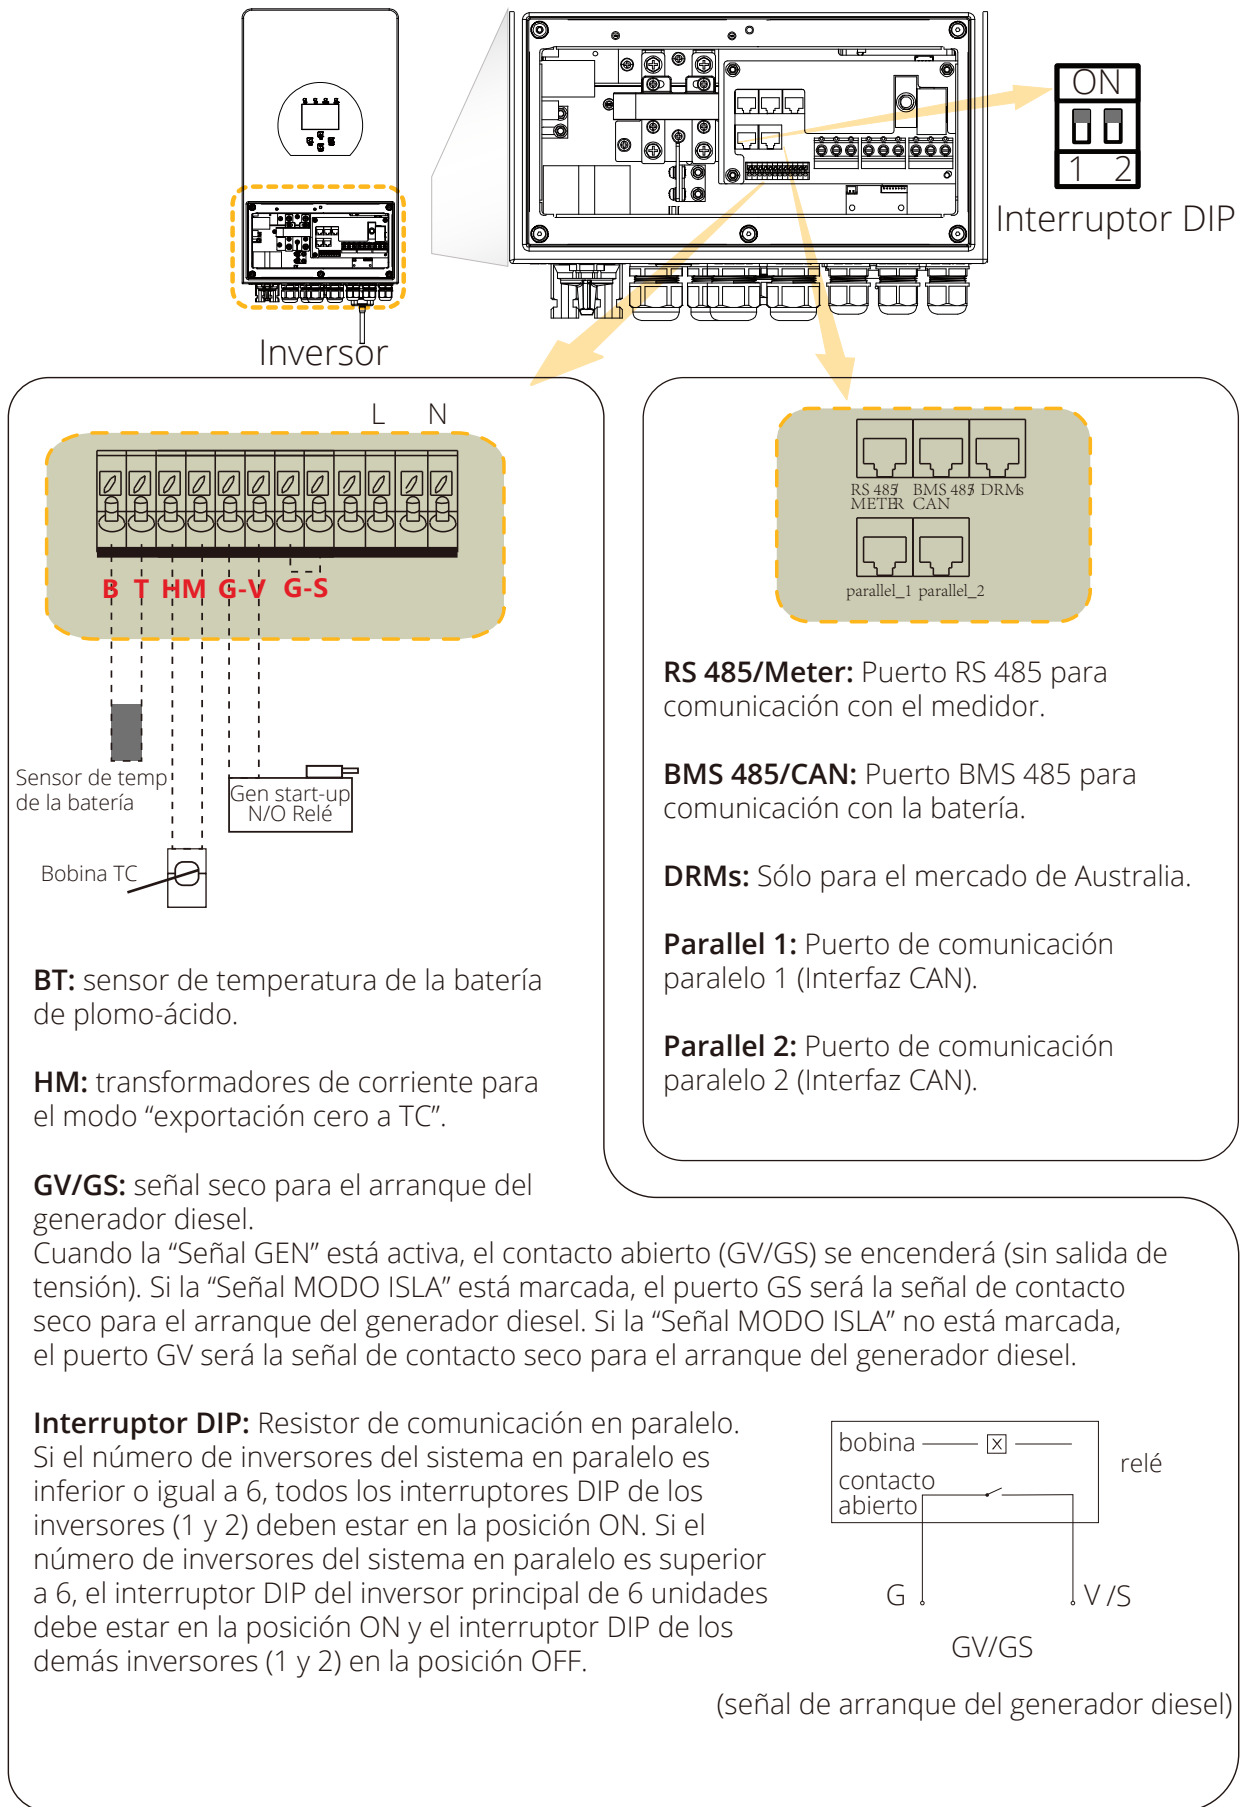 ON
1 2
Interruptor DIP
Inversor
L N
B T HM G-V G-S
Sensor de temp
de la batería
Gen start-up
N/O Relé
Bobina TC
RS 485/ BMS 485/ DRMs
METER CAN
parallel_1 parallel_2
RS 485/Meter: Puerto RS 485 para
comunicación con el medidor.
BMS 485/CAN: Puerto BMS 485 para
comunicación con la batería.
DRMs: Sólo para el mercado de Australia.
Parallel 1: Puerto de comunicación
paralelo 1 (Interfaz CAN).
Parallel 2: Puerto de comunicación
paralelo 2 (Interfaz CAN).
BT: sensor de temperatura de la batería
de plomo-ácido.
HM: transformadores de corriente para
el modo “exportación cero a TC”.
GV/GS: señal seco para el arranque del
generador diesel.
Cuando la “Señal GEN” está activa, el contacto abierto (GV/GS) se encenderá (sin salida de
tensión). Si la “Señal MODO ISLA” está marcada, el puerto GS será la señal de contacto
seco para el arranque del generador diesel. Si la “Señal MODO ISLA” no está marcada,
el puerto GV será la señal de contacto seco para el arranque del generador diesel.
Interruptor DIP: Resistor de comunicación en paralelo.
Si el número de inversores del sistema en paralelo es
inferior o igual a 6, todos los interruptores DIP de los
inversores (1 y 2) deben estar en la posición ON. Si el
número de inversores del sistema en paralelo es superior
a 6, el interruptor DIP del inversor principal de 6 unidades
debe estar en la posición ON y el interruptor DIP de los
demás inversores (1 y 2) en la posición OFF.
bobina x
relé
contacto
abierto
G V/S
GV/GS
(señal de arranque del generador diesel)